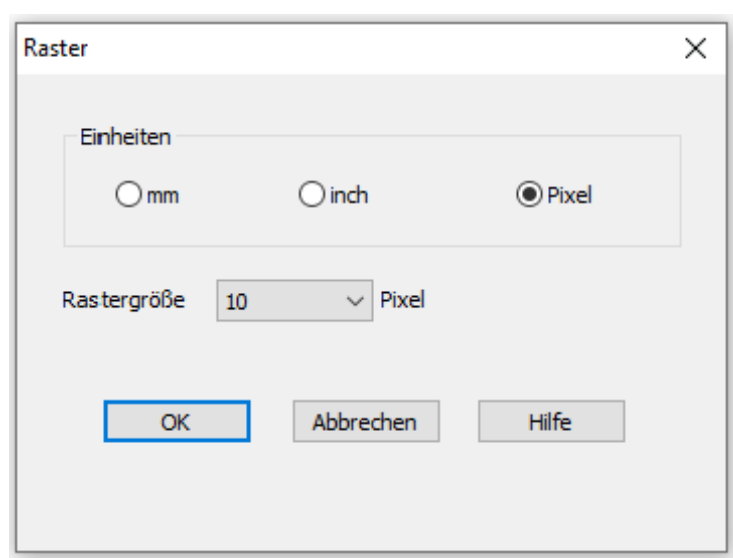 Raster
Einheiten
mm inch Pixel
Rastergröße 10 Pixel
OK Abbrechen Hilfe